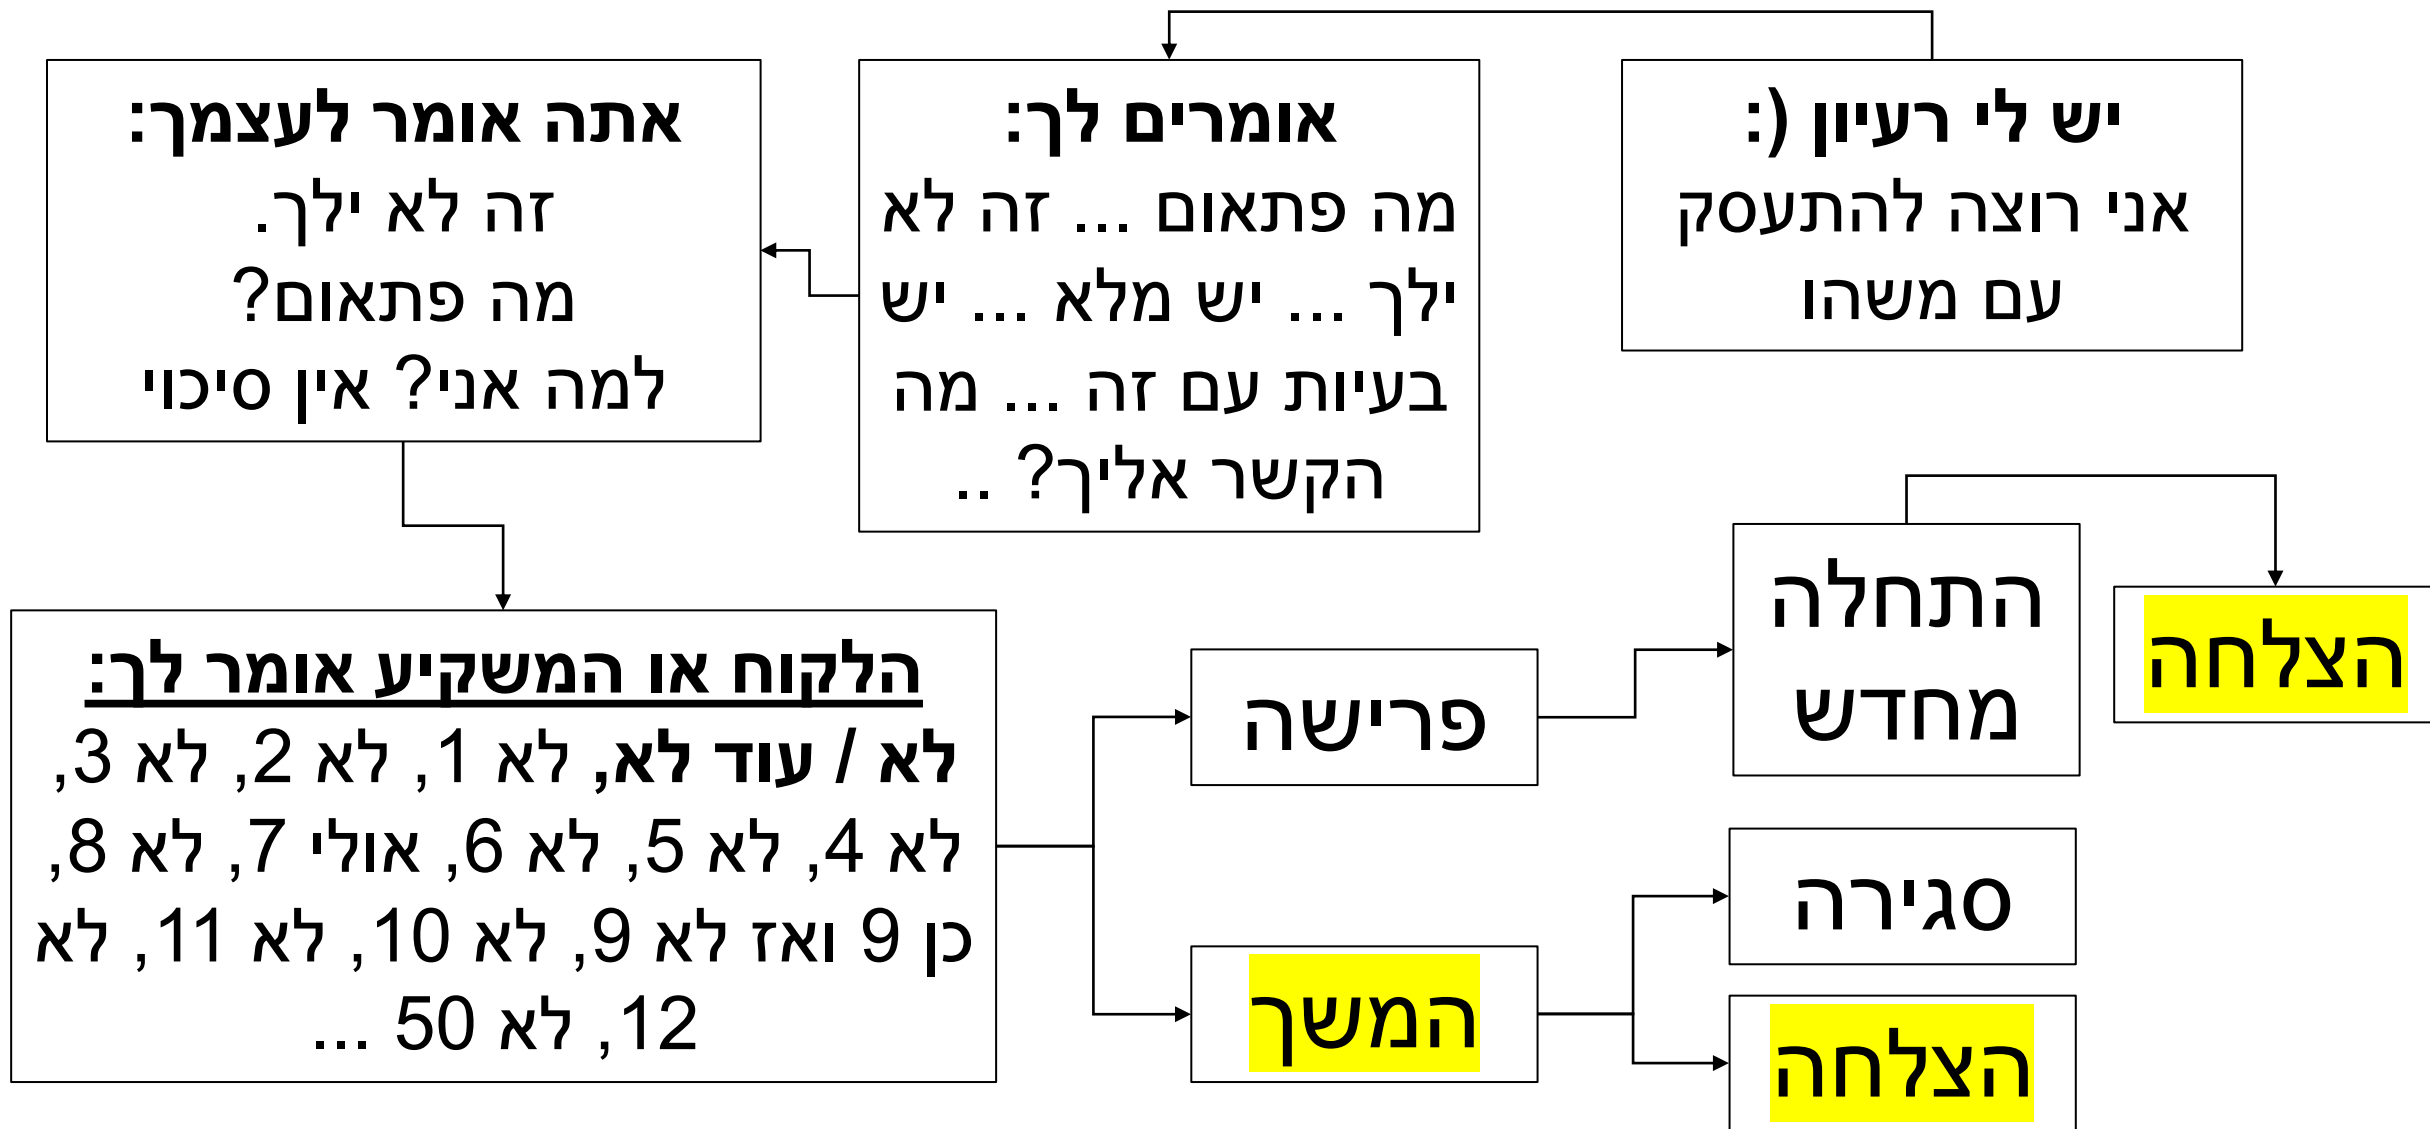 יש לי רעיון (:
אני רוצה להתעסק
עם משהו
אומרים לך:
מה פתאום ... זה לא
ילך ... יש מלא ... יש
בעיות עם זה ... מה
הקשר אליך? ..
אתה אומר לעצמך:
זה לא ילך.
מה פתאום?
למה אני? אין סיכוי
הלקוח או המשקיע אומר לך:
לא / עוד לא, לא 1, לא 2, לא 3,
לא 4, לא 5, לא 6, אולי 7, לא 8,
כן 9 ואז לא 9, לא 10, לא 11, לא
12, לא 50 ...
פרישה
התחלה
מחדש
הצלחה
המשך
סגירה
הצלחה